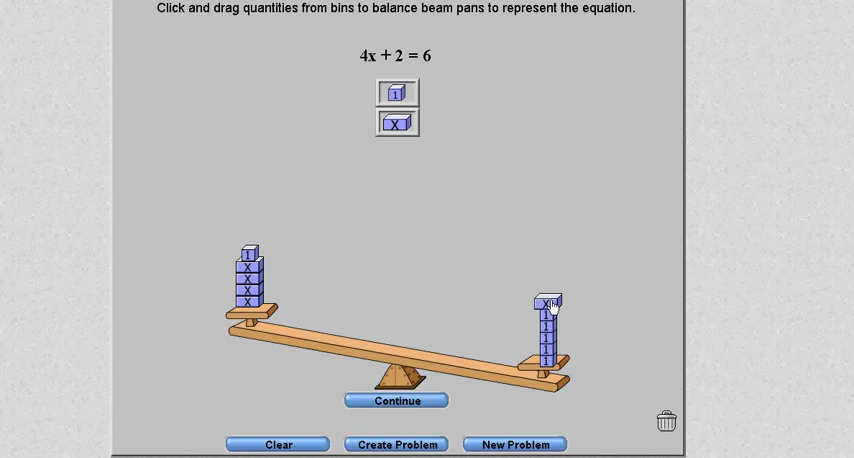 Click and drag quantities from bins to balance beam pans to represent the equation.
4x + 2 = 6
1
X
1
X
X
X
X
X
1
1
1
1
1
Continue
Clear
Create Problem
New Problem